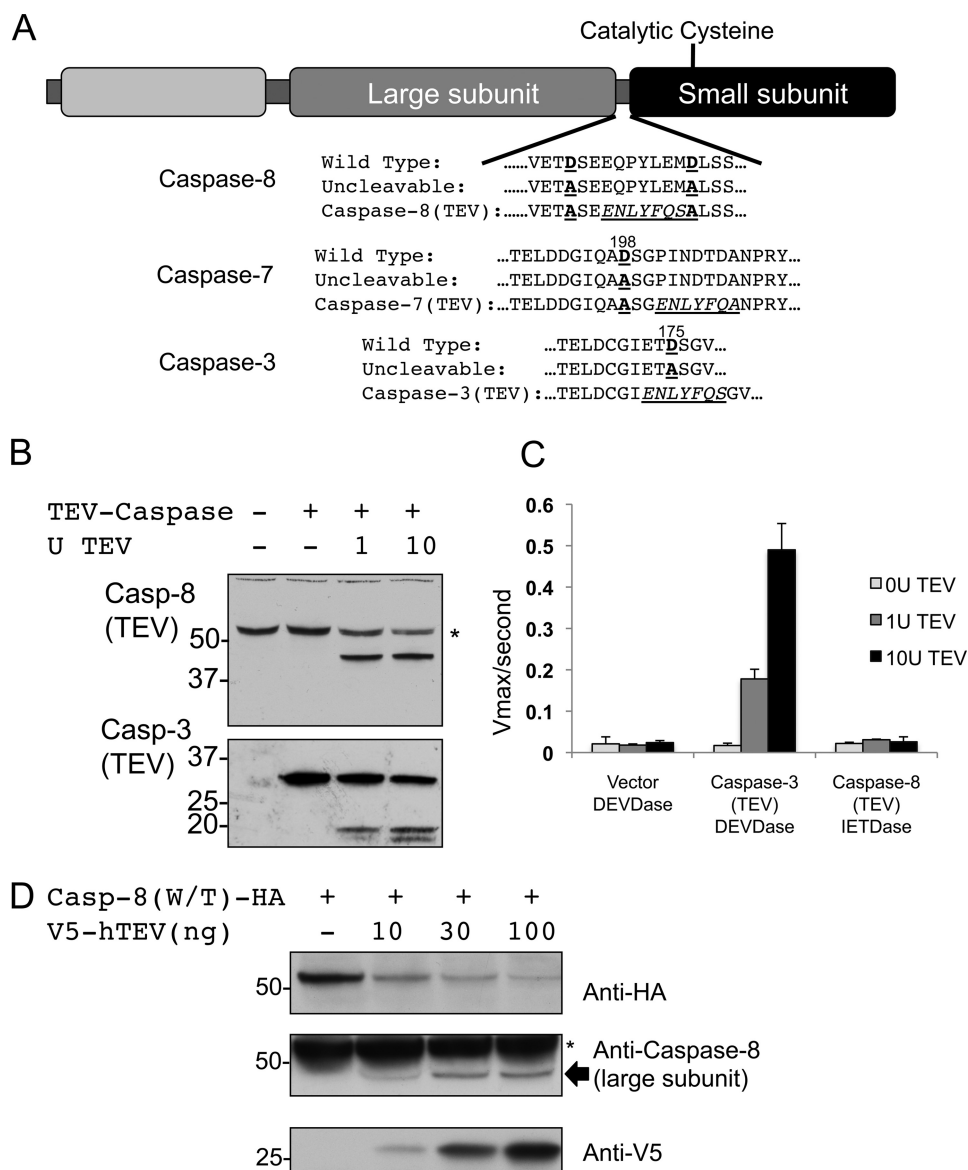 A
Catalytic Cysteine
Large subunit
Small subunit
Caspase-8
Wild Type: ……VETDSEEQPYLEMDLSS…
Uncleavable: ……VETASEEQPYLEMALSS…
Caspase-8(TEV):……VETASEENLYFQSALSS…
Caspase-7
198
Wild Type: …TELDDGIQADSGPINDTDANPRY…
Uncleavable: …TELDDGIQAASGPINDTDANPRY…
Caspase-7(TEV):…TELDDGIQAASGENLYFQANPRY…
Caspase-3
175
Wild Type: …TELDCGIETDSGV…
Uncleavable: …TELDCGIETASGV…
Caspase-3(TEV):…TELDCGIENLYFQSGV…
B
TEV-Caspase - + + +
U TEV - - 1 10
Casp-8
(TEV)
50-
*
37-
Casp-3
(TEV)
37-
25-
20-
C
Vmax/second
0.6
0.5
0.4
0.3
0.2
0.1
0
0U TEV
1U TEV
10U TEV
Vector
DEVDase
Caspase-3
(TEV)
DEVDase
Caspase-8
(TEV)
IETDase
D
Casp-8(W/T)-HA + + + +
V5-hTEV(ng) - 10 30 100
50-
Anti-HA
50-
*
Anti-Caspase-8
(large subunit)
25-
Anti-V5